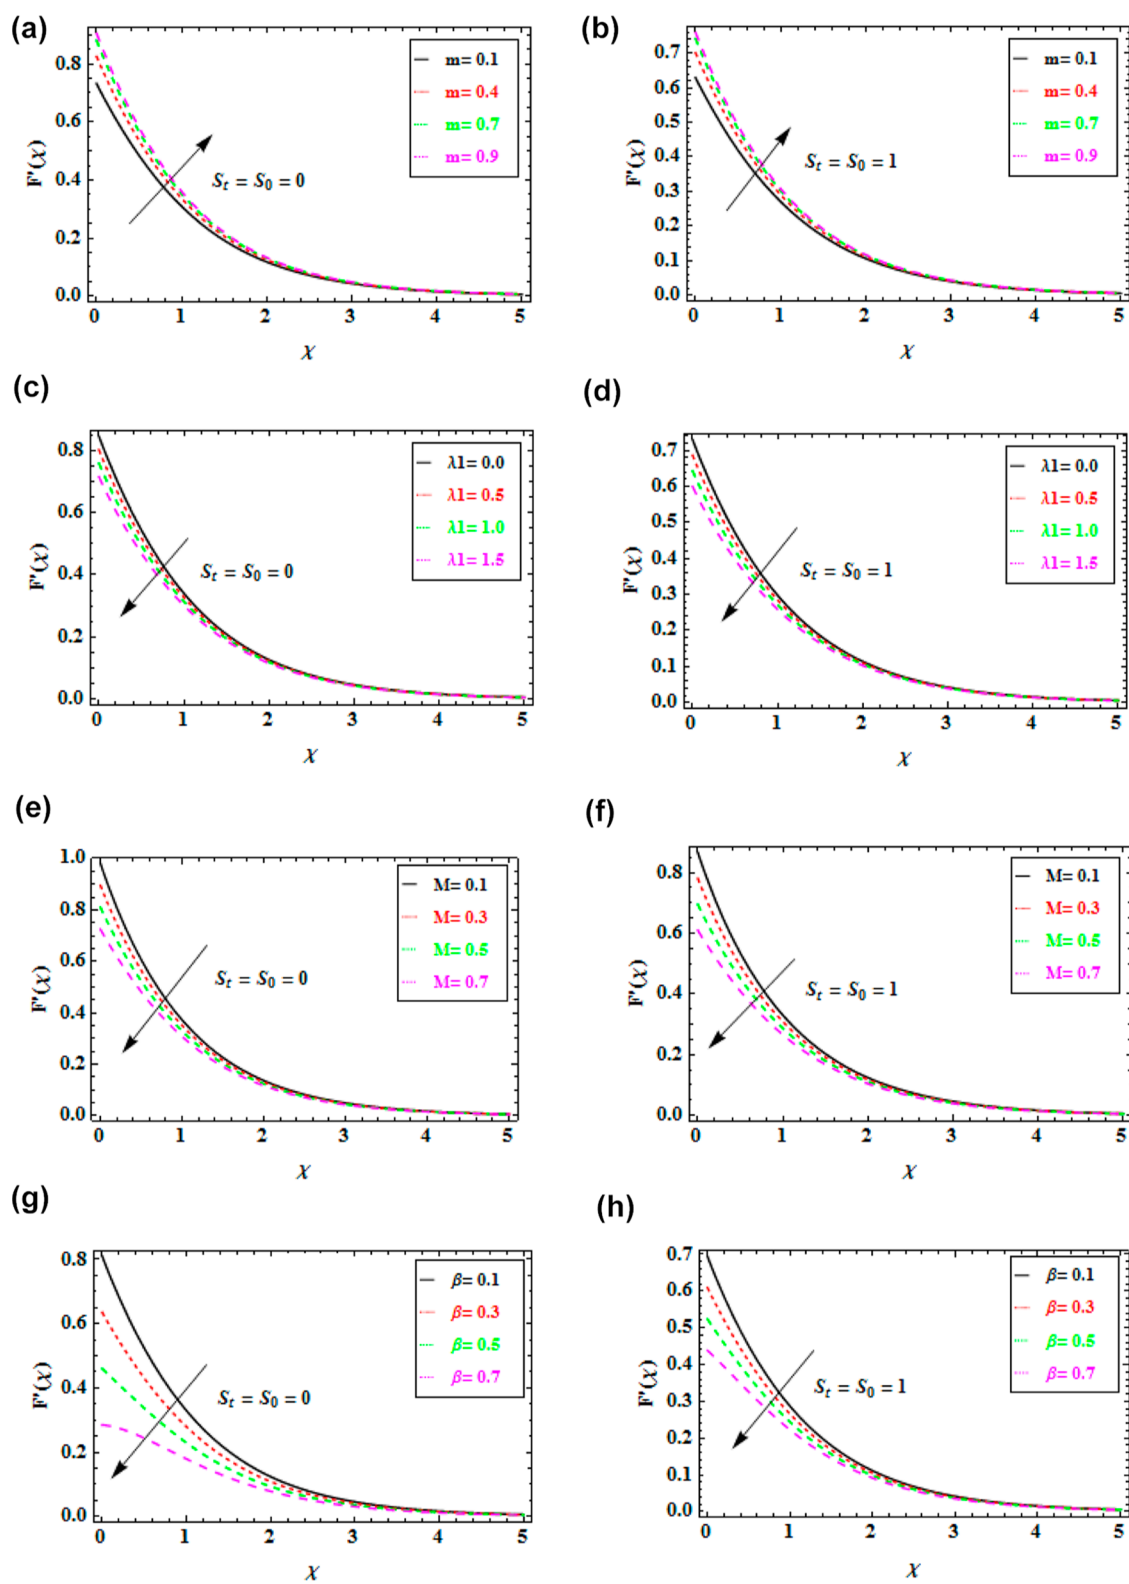 (a)
F'(χ)
0.8
0.6
0.4
0.2
0.0
m= 0.1
m= 0.4
m= 0.7
m= 0.9
S_t = S_0 = 0
0 1 2 3 4 5
χ
(b)
F'(χ)
0.7
0.6
0.5
0.4
0.3
0.2
0.1
0.0
m= 0.1
m= 0.4
m= 0.7
m= 0.9
S_t = S_0 = 1
0 1 2 3 4 5
χ
(c)
F'(χ)
0.8
0.6
0.4
0.2
0.0
λ1= 0.0
λ1= 0.5
λ1= 1.0
λ1= 1.5
S_t = S_0 = 0
0 1 2 3 4 5
χ
(d)
F'(χ)
0.7
0.6
0.5
0.4
0.3
0.2
0.1
0.0
λ1= 0.0
λ1= 0.5
λ1= 1.0
λ1= 1.5
S_t = S_0 = 1
0 1 2 3 4 5
χ
(e)
F'(χ)
1.0
0.8
0.6
0.4
0.2
0.0
M= 0.1
M= 0.3
M= 0.5
M= 0.7
S_t = S_0 = 0
0 1 2 3 4 5
χ
(f)
F'(χ)
0.8
0.6
0.4
0.2
0.0
M= 0.1
M= 0.3
M= 0.5
M= 0.7
S_t = S_0 = 1
0 1 2 3 4 5
χ
(g)
F'(χ)
0.8
0.6
0.4
0.2
0.0
β= 0.1
β= 0.3
β= 0.5
β= 0.7
S_t = S_0 = 0
0 1 2 3 4 5
χ
(h)
F'(χ)
0.7
0.6
0.5
0.4
0.3
0.2
0.1
0.0
β= 0.1
β= 0.3
β= 0.5
β= 0.7
S_t = S_0 = 1
0 1 2 3 4 5
χ